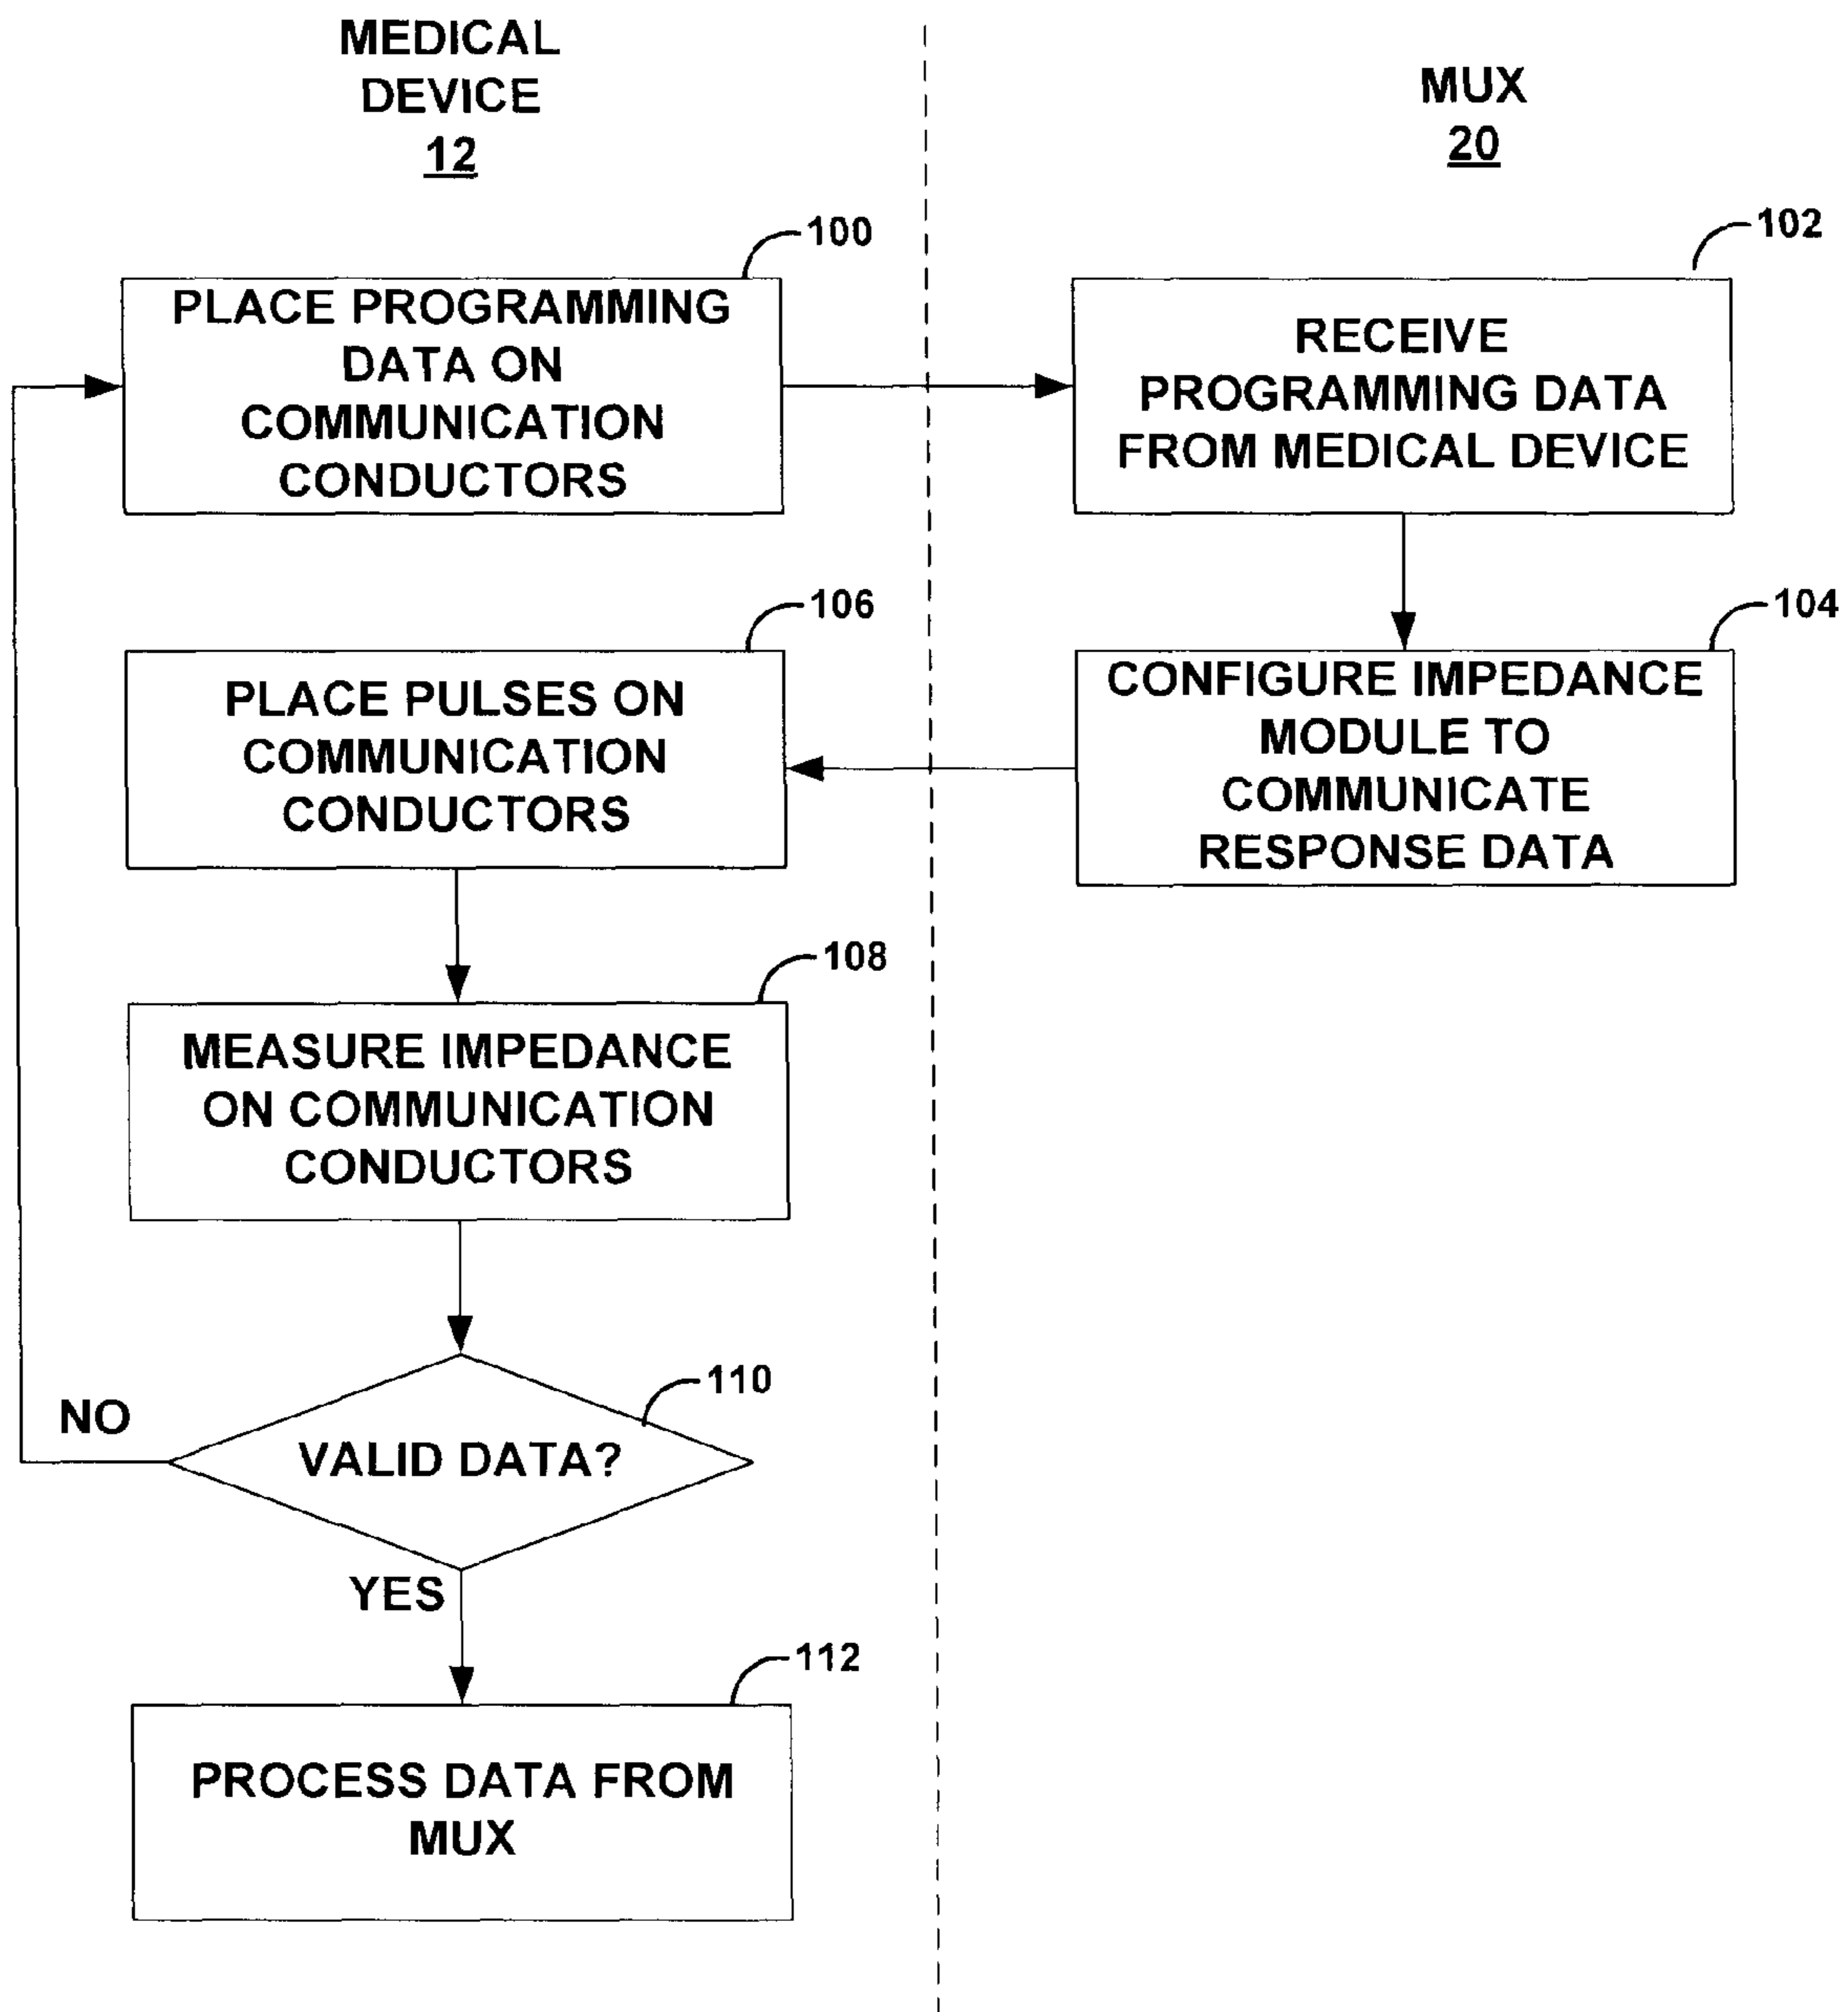 MEDICAL
DEVICE
12
MUX
20
100
PLACE PROGRAMMING
DATA ON
COMMUNICATION
CONDUCTORS
102
RECEIVE
PROGRAMMING DATA
FROM MEDICAL DEVICE
104
CONFIGURE IMPEDANCE
MODULE TO
COMMUNICATE
RESPONSE DATA
106
PLACE PULSES ON
COMMUNICATION
CONDUCTORS
108
MEASURE IMPEDANCE
ON COMMUNICATION
CONDUCTORS
110
VALID DATA?
NO
YES
112
PROCESS DATA FROM
MUX